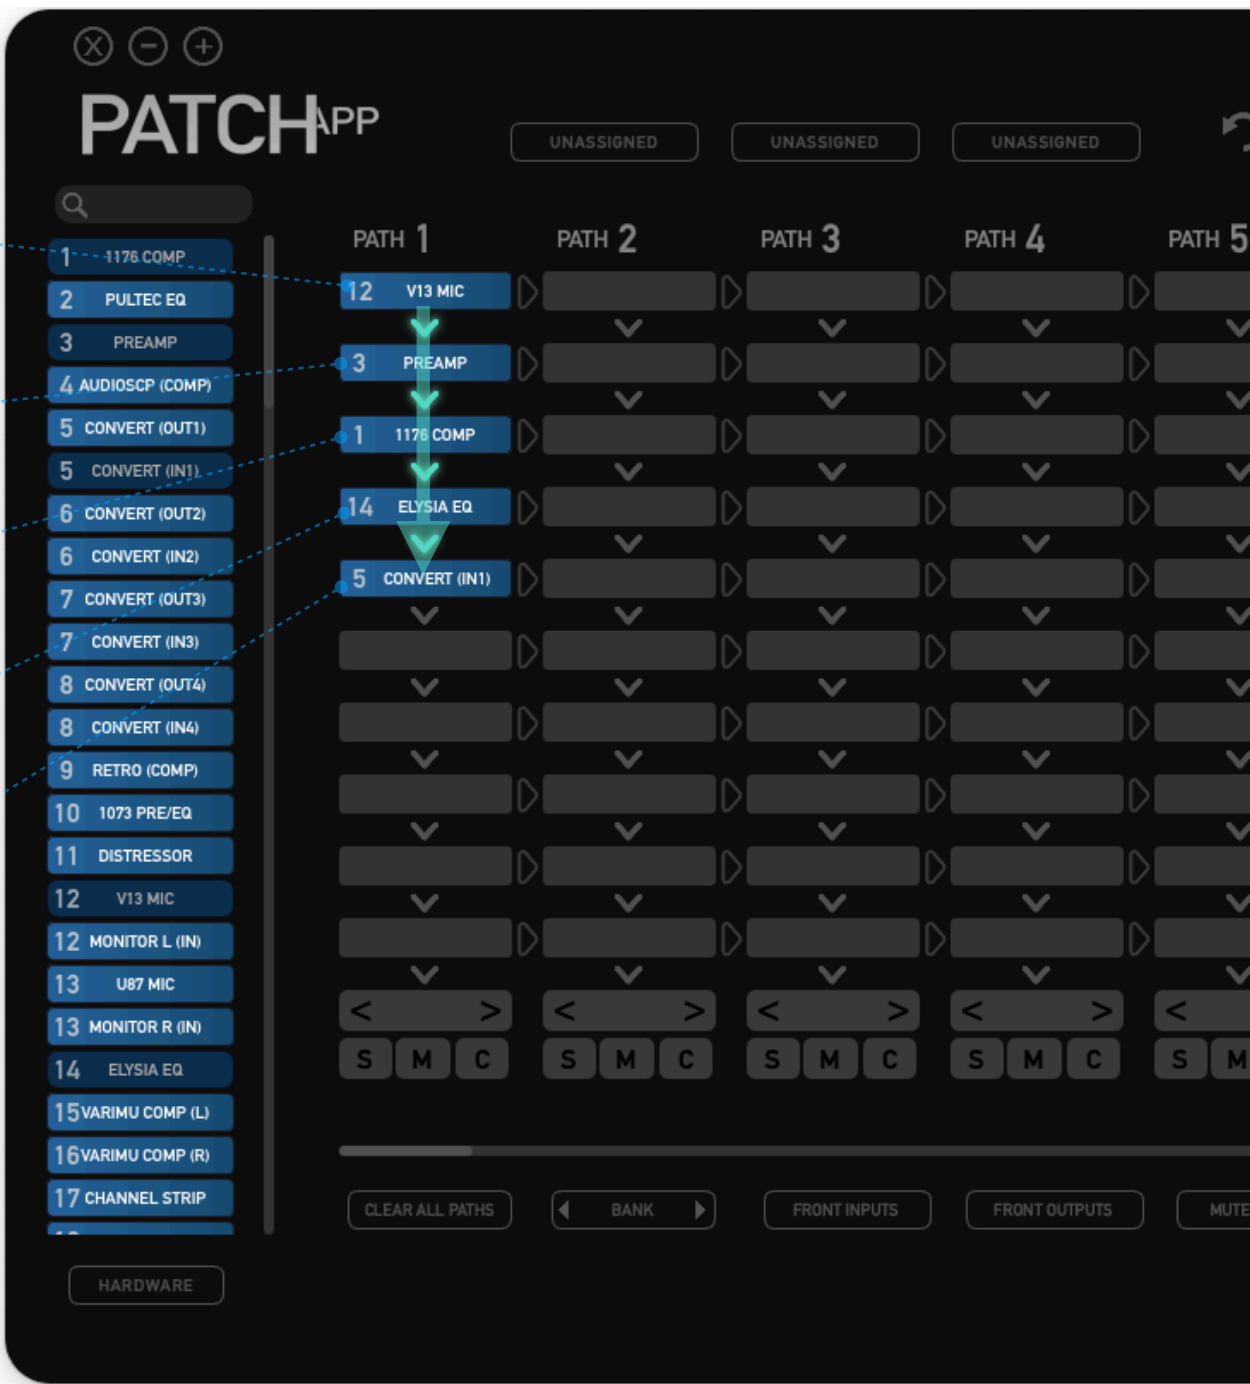 PATCH APP
UNASSIGNED UNASSIGNED UNASSIGNED
PATH 1 PATH 2 PATH 3 PATH 4 PATH 5
1 1176 COMP
2 PULTEC EQ
3 PREAMP
4 AUDIOSCP (COMP)
5 CONVERT (OUT1)
5 CONVERT (IN1)
6 CONVERT (OUT2)
6 CONVERT (IN2)
7 CONVERT (OUT3)
7 CONVERT (IN3)
8 CONVERT (OUT4)
8 CONVERT (IN4)
9 RETRO (COMP)
10 1073 PRE/EQ
11 DISTRESSOR
12 V13 MIC
12 MONITOR L (IN)
13 U87 MIC
13 MONITOR R (IN)
14 ELYSIA EQ
15 VARIMU COMP (L)
16 VARIMU COMP (R)
17 CHANNEL STRIP
HARDWARE
12 V13 MIC
3 PREAMP
1 1176 COMP
14 ELYSIA EQ
5 CONVERT (IN1)
< > < > < > < > <
S M C S M C S M C S M C S M
CLEAR ALL PATHS BANK FRONT INPUTS FRONT OUTPUTS MUTE